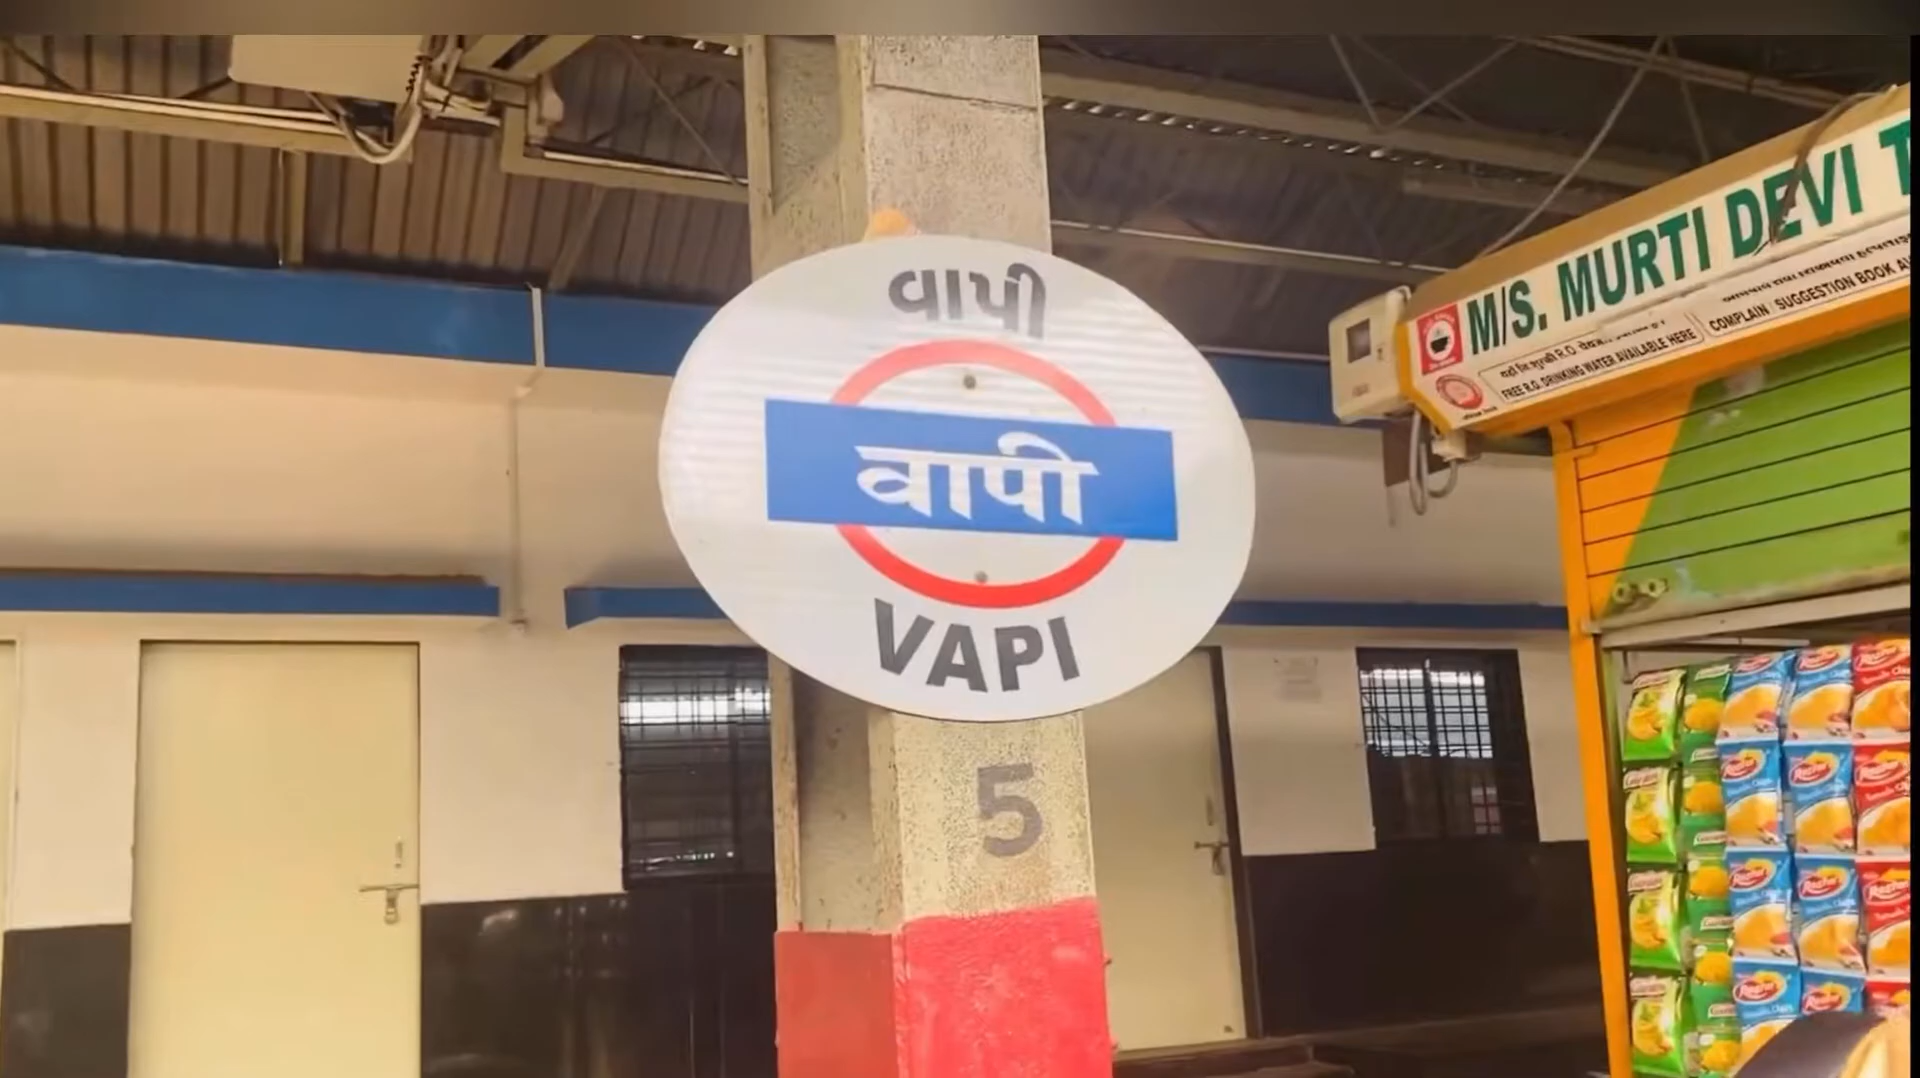 વાપી
वापी
VAPI
5
M/S. MURTI DEVI
COMPLAIN / SUGGESTION BOOK
FREE R.O. DRINKING WATER AVAILABLE HERE